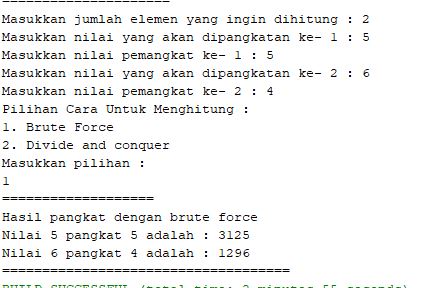 =====================
Masukkan jumlah elemen yang ingin dihitung : 2
Masukkan nilai yang akan dipangkatan ke- 1 : 5
Masukkan nilai pemangkat ke- 1 : 5
Masukkan nilai yang akan dipangkatan ke- 2 : 6
Masukkan nilai pemangkat ke- 2 : 4
Pilihan Cara Untuk Menghitung :
1. Brute Force
2. Divide and conquer
Masukkan pilihan :
1
===================
Hasil pangkat dengan brute force
Nilai 5 pangkat 5 adalah : 3125
Nilai 6 pangkat 4 adalah : 1296
====================================
BUILD SUCCESSFUL (total time: 2 minutes 55 seconds)